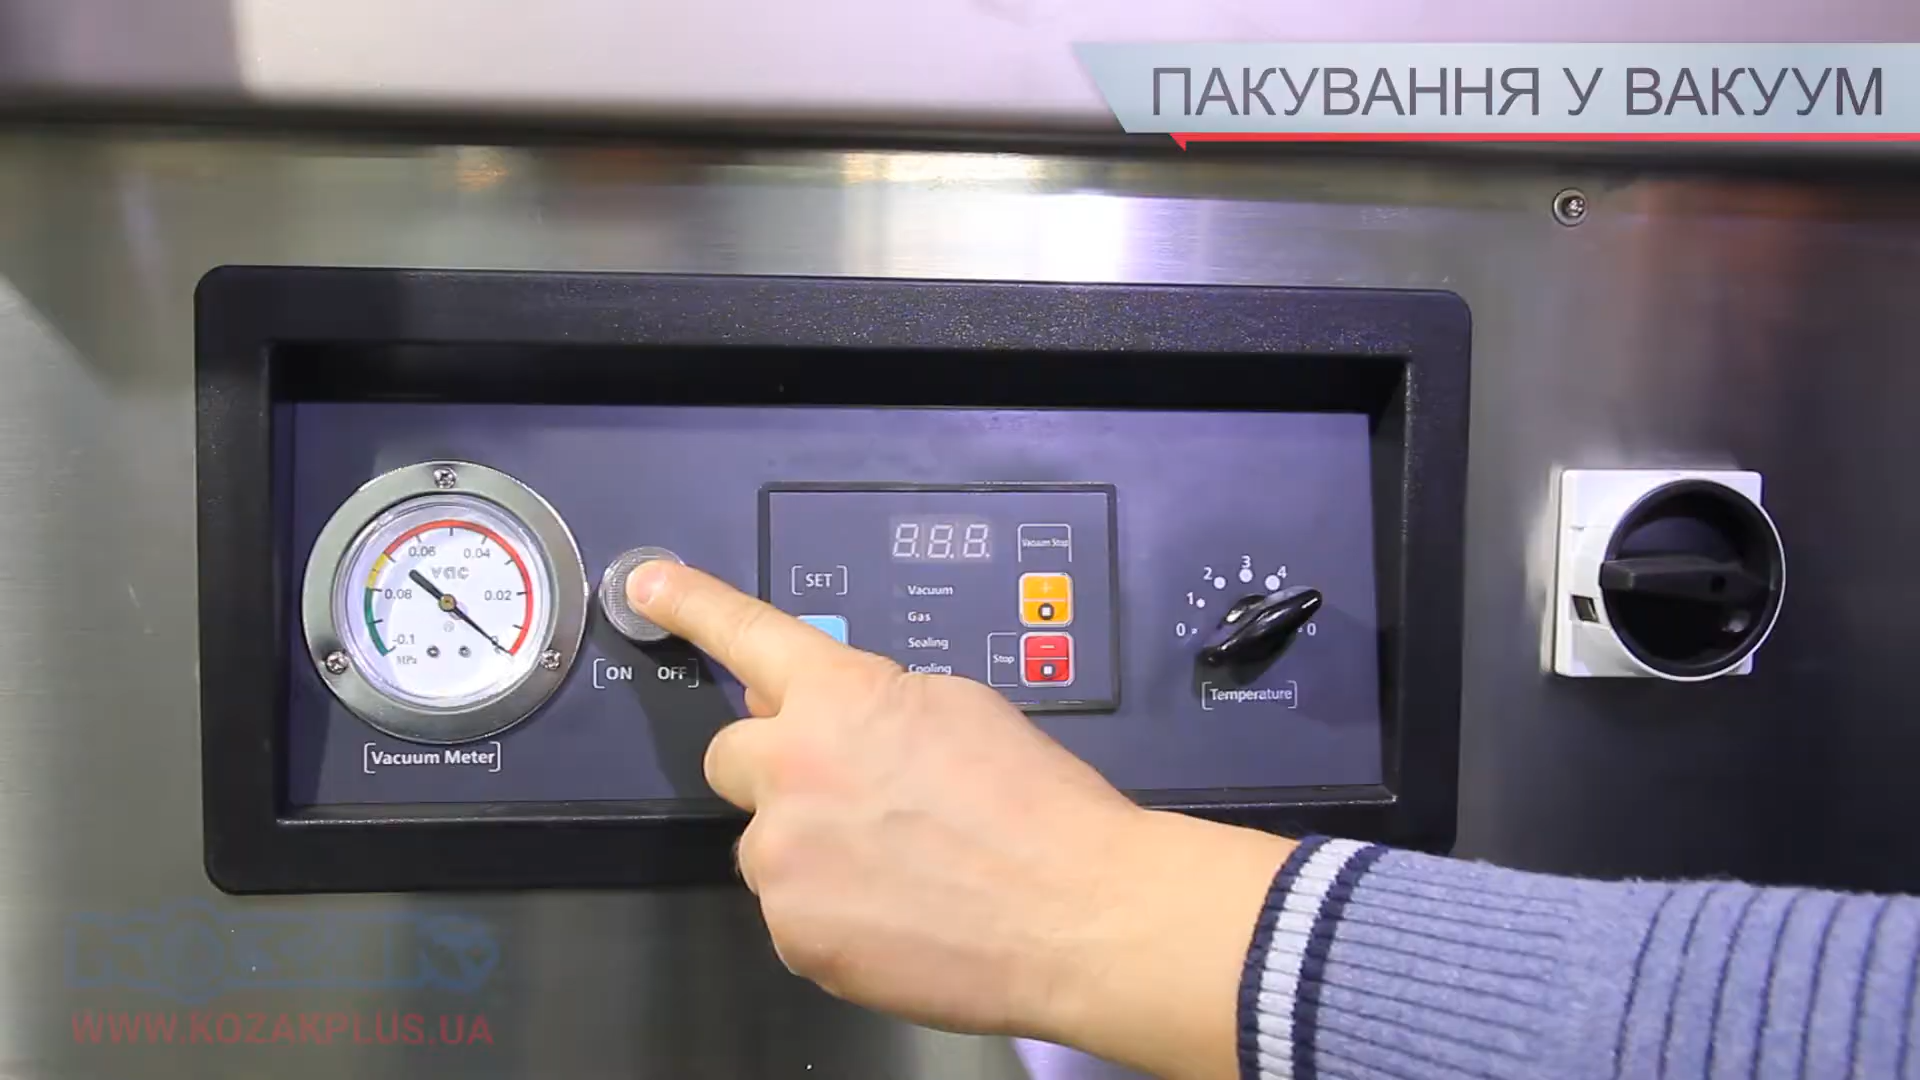 ПАКУВАННЯ У ВАКУУМ
0.06 0.04
vac
0.08 0.02
-0.1 0
MPa
[Vacuum Meter]
[ON OFF]
8.8.8.
Vacuum Stop
[SET]
Vacuum
Gas
Sealing
Cooling
+
Stop
−
0 1 2 3 4 0
[Temperature]
WWW.KOZAKPLUS.UA